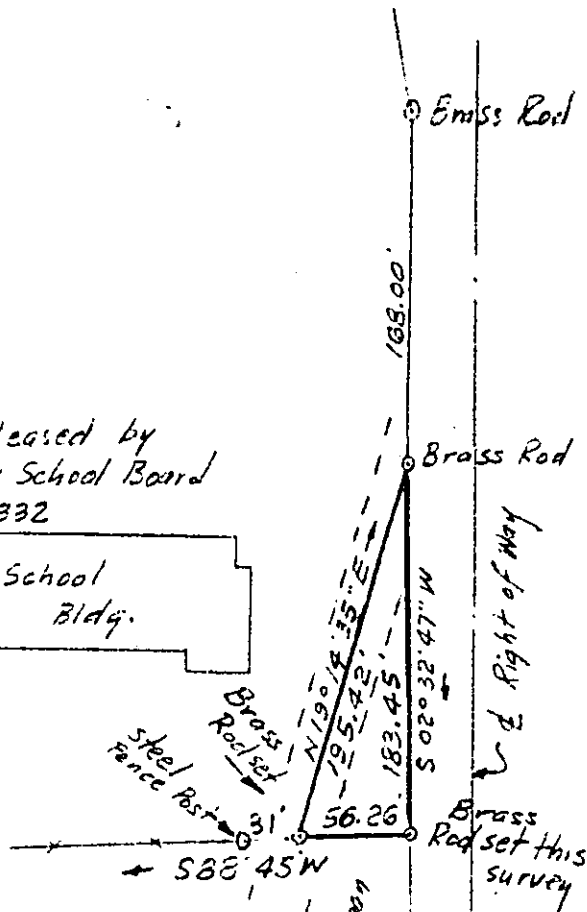 Brass Rod
168.00'
leased by
School Board
332
Brass Rod
School
Bldg.
N 19° 14' 35" E
195.42'
183.45'
S 02° 32' 47" W
℄ Right of Way
Brass
Rod set
steel
Fence Post
31'
56.26
Brass
Rod set this
survey
S 88° 45' W